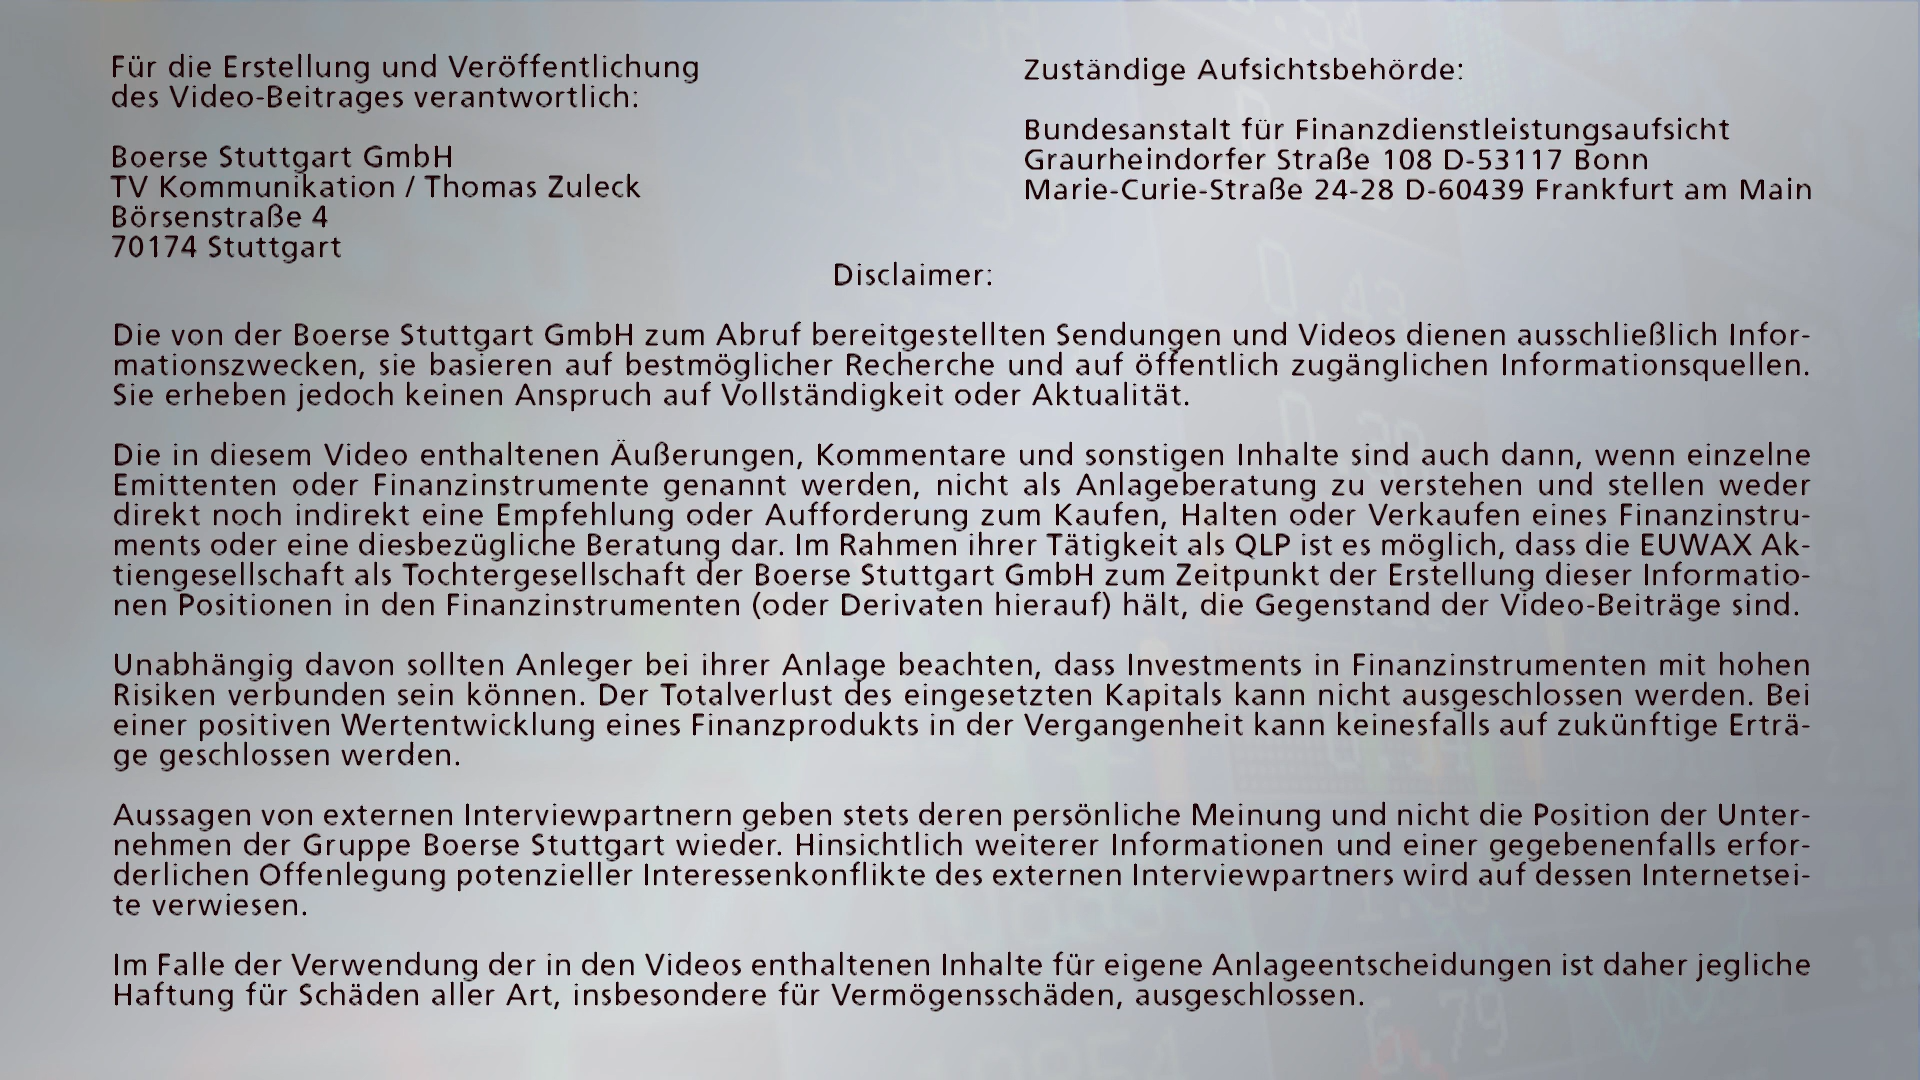 Für die Erstellung und Veröffentlichung
des Video-Beitrages verantwortlich:
Boerse Stuttgart GmbH
TV Kommunikation / Thomas Zuleck
Börsenstraße 4
70174 Stuttgart
Zuständige Aufsichtsbehörde:
Bundesanstalt für Finanzdienstleistungsaufsicht
Graurheindorfer Straße 108 D-53117 Bonn
Marie-Curie-Straße 24-28 D-60439 Frankfurt am Main
Disclaimer:
Die von der Boerse Stuttgart GmbH zum Abruf bereitgestellten Sendungen und Videos dienen ausschließlich Infor-
mationszwecken, sie basieren auf bestmöglicher Recherche und auf öffentlich zugänglichen Informationsquellen.
Sie erheben jedoch keinen Anspruch auf Vollständigkeit oder Aktualität.
Die in diesem Video enthaltenen Äußerungen, Kommentare und sonstigen Inhalte sind auch dann, wenn einzelne
Emittenten oder Finanzinstrumente genannt werden, nicht als Anlageberatung zu verstehen und stellen weder
direkt noch indirekt eine Empfehlung oder Aufforderung zum Kaufen, Halten oder Verkaufen eines Finanzinstru-
ments oder eine diesbezügliche Beratung dar. Im Rahmen ihrer Tätigkeit als QLP ist es möglich, dass die EUWAX Ak-
tiengesellschaft als Tochtergesellschaft der Boerse Stuttgart GmbH zum Zeitpunkt der Erstellung dieser Informatio-
nen Positionen in den Finanzinstrumenten (oder Derivaten hierauf) hält, die Gegenstand der Video-Beiträge sind.
Unabhängig davon sollten Anleger bei ihrer Anlage beachten, dass Investments in Finanzinstrumenten mit hohen
Risiken verbunden sein können. Der Totalverlust des eingesetzten Kapitals kann nicht ausgeschlossen werden. Bei
einer positiven Wertentwicklung eines Finanzprodukts in der Vergangenheit kann keinesfalls auf zukünftige Erträ-
ge geschlossen werden.
Aussagen von externen Interviewpartnern geben stets deren persönliche Meinung und nicht die Position der Unter-
nehmen der Gruppe Boerse Stuttgart wieder. Hinsichtlich weiterer Informationen und einer gegebenenfalls erfor-
derlichen Offenlegung potenzieller Interessenkonflikte des externen Interviewpartners wird auf dessen Internetsei-
te verwiesen.
Im Falle der Verwendung der in den Videos enthaltenen Inhalte für eigene Anlageentscheidungen ist daher jegliche
Haftung für Schäden aller Art, insbesondere für Vermögensschäden, ausgeschlossen.